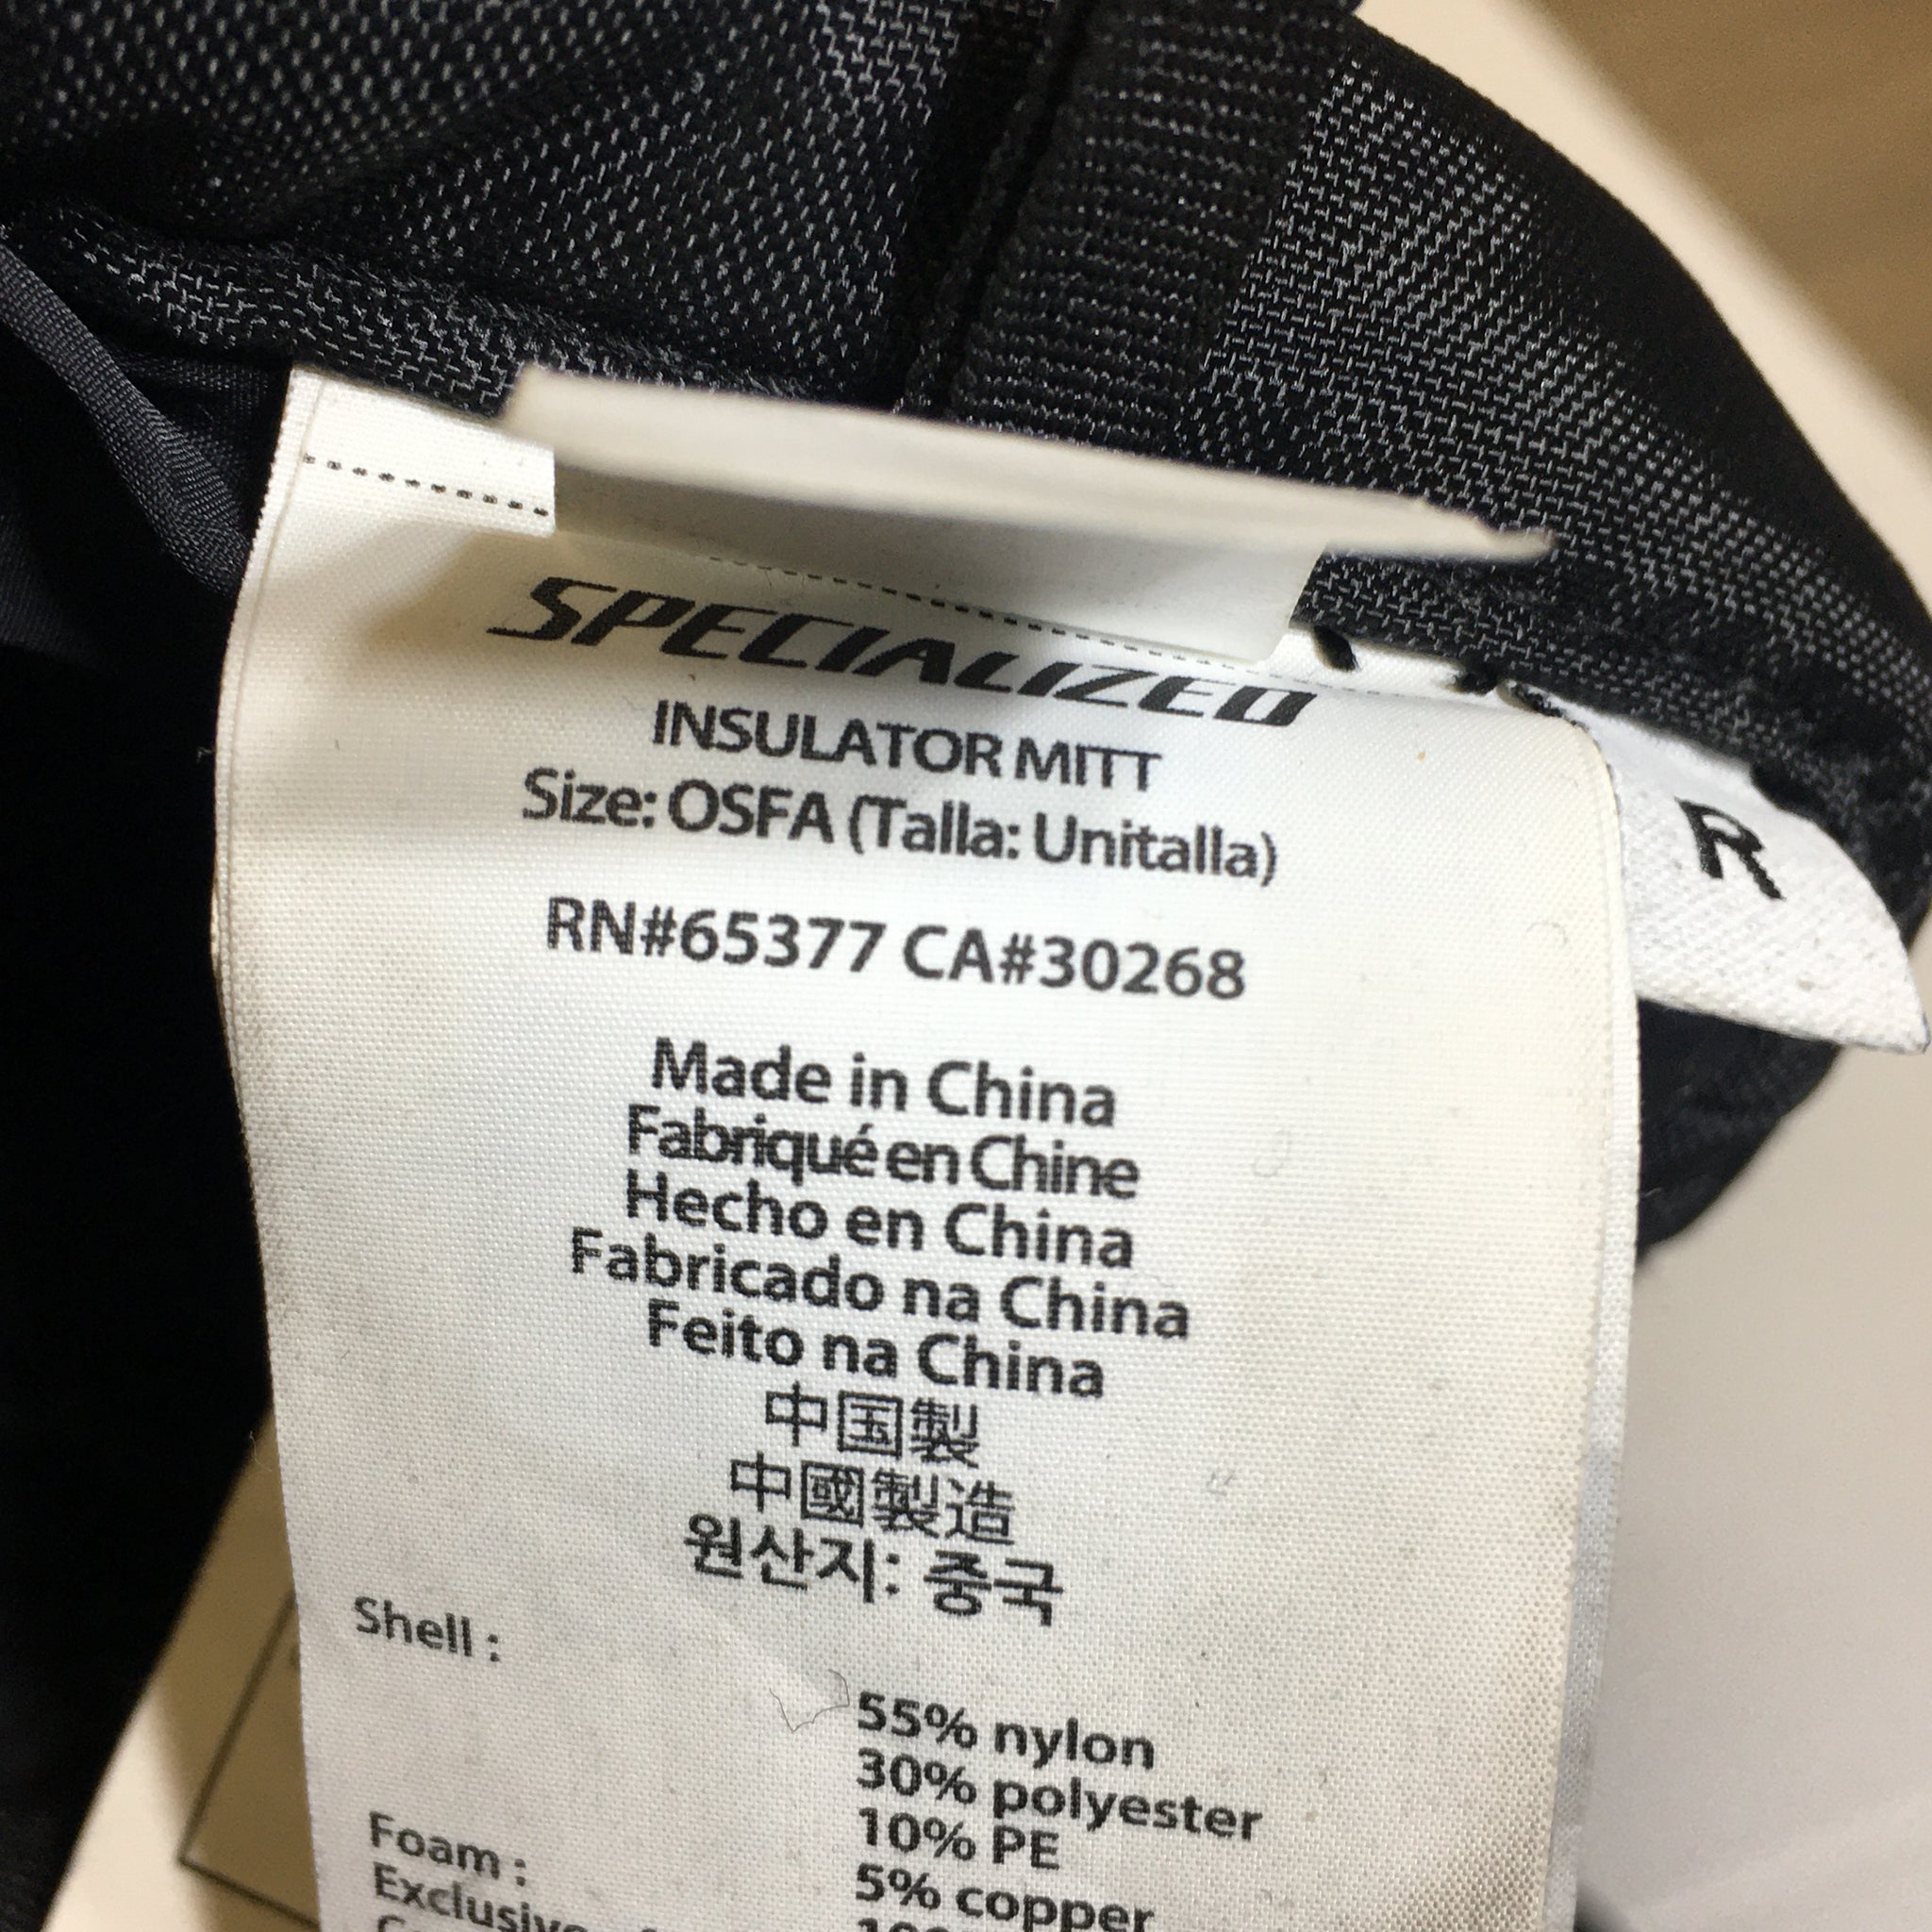 SPECIALIZED
INSULATOR MITT
Size: OSFA (Talla: Unitalla)
R
RN#65377 CA#30268
Made in China
Fabriqué en Chine
Hecho en China
Fabricado na China
Feito na China
中国製
中國製造
원산지: 중국
Shell :
55% nylon
30% polyester
10% PE
5% copper
Foam :